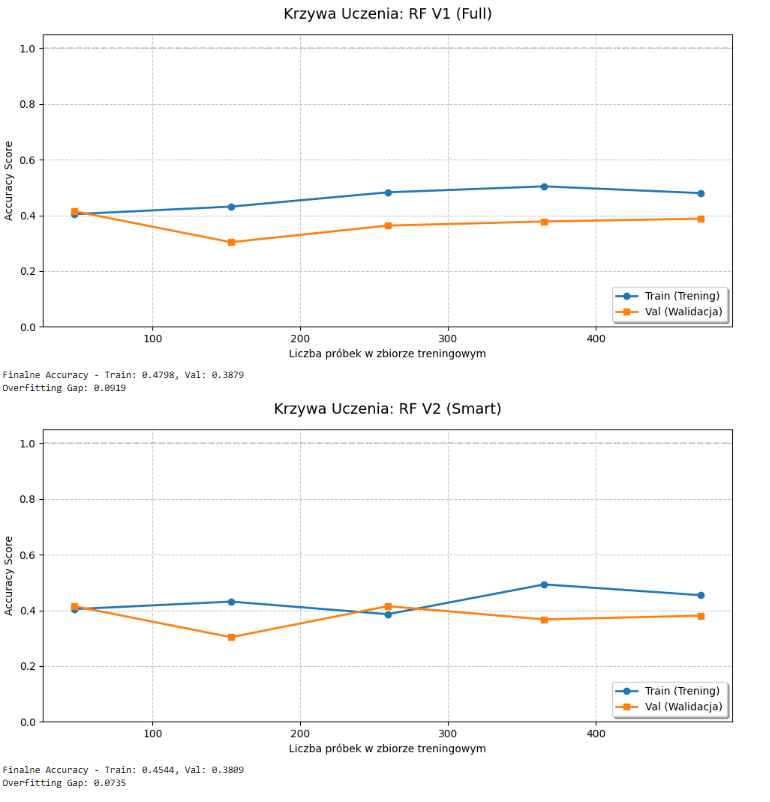 Krzywa Uczenia: RF V1 (Full)
1.0
0.8
0.6
0.4
0.2
0.0
Accuracy Score
100
200
300
400
Liczba próbek w zbiorze treningowym
Train (Trening)
Val (Walidacja)
Finalne Accuracy - Train: 0.4798, Val: 0.3879
Overfitting Gap: 0.0919
Krzywa Uczenia: RF V2 (Smart)
1.0
0.8
0.6
0.4
0.2
0.0
Accuracy Score
100
200
300
400
Liczba próbek w zbiorze treningowym
Train (Trening)
Val (Walidacja)
Finalne Accuracy - Train: 0.4544, Val: 0.3809
Overfitting Gap: 0.0735